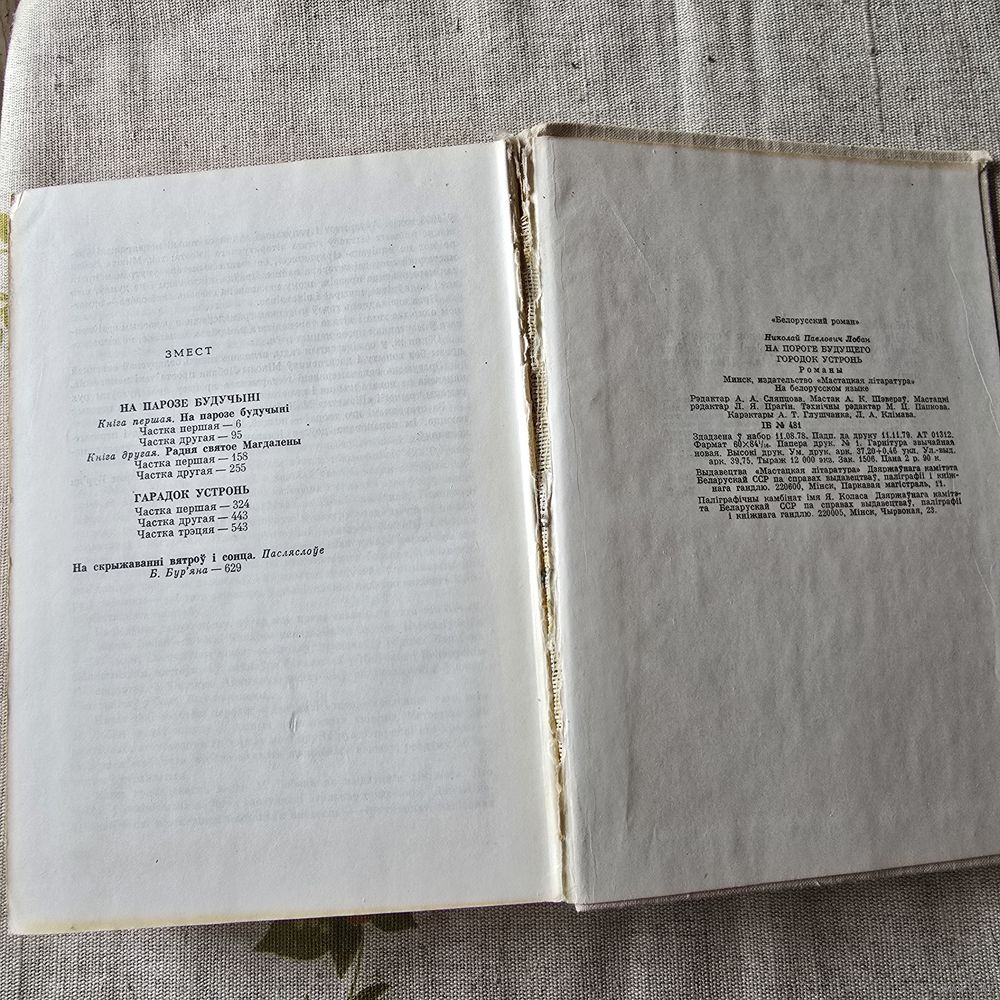 ЗМЕСТ
НА ПАРОЗЕ БУДУЧЫНІ
Кніга першая. На парозе будучыні
Частка першая — 6
Частка другая — 95
Кніга другая. Радня святое Магдалены
Частка першая — 158
Частка другая — 255
ГАРАДОК УСТРОНЬ
Частка першая — 324
Частка другая — 443
Частка трэцяя — 543
На скрыжаванні вятроў і сонца. Пасляслоўе
Б. Бур'яна — 629
«Белорусский роман»
Николай Павлович Лобан
НА ПОРОГЕ БУДУЩЕГО
ГОРОДОК УСТРОНЬ
Романы
Минск, издательство «Мастацкая літаратура»
На белорусском языке
Рэдактар А. А. Сляпцова. Мастак А. К. Шэвераў. Мастацкі
рэдактар Л. Я. Прагін. Тэхнічны рэдактар М. Ц. Папкова.
Карэктары А. Т. Глушчанка, Л. А. Клімава.
ІБ № 481
Здадзена ў набор 11.08.78. Падп. да друку 11.11.79. АТ 01312.
Фармат 60×84¹/₁₆. Папера друк. № 1. Гарнітура звычайная
новая. Высокі друк. Ум. друк. арк. 37,20+0,46 укл. Ул.-выд.
арк. 39,75. Тыраж 12 000 экз. Зак. 1506. Цана 2 р. 90 к.
Выдавецтва «Мастацкая літаратура» Дзяржаўнага камітэта
Беларускай ССР па справах выдавецтваў, паліграфіі і кніж-
нага гандлю. 220600, Мінск, Паркавая магістраль, 11.
Паліграфічны камбінат імя Я. Коласа Дзяржаўнага камітэ-
та Беларускай ССР па справах выдавецтваў, паліграфіі
і кніжнага гандлю. 220005, Мінск, Чырвоная, 23.